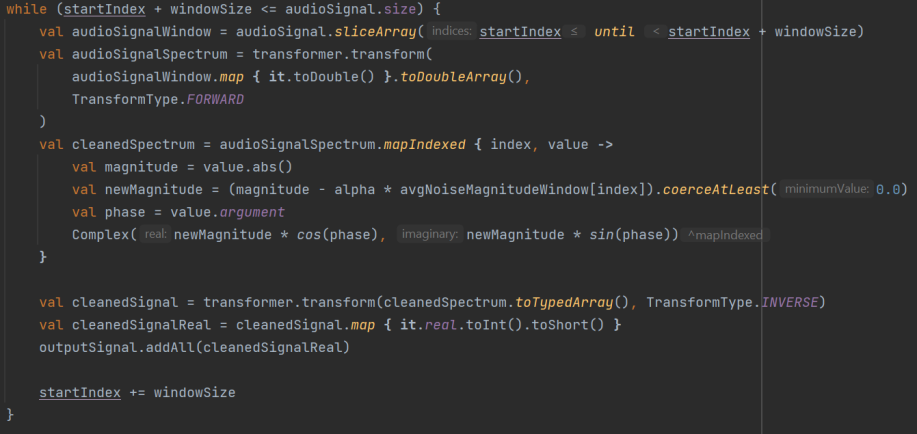 while (startIndex + windowSize <= audioSignal.size) {
    val audioSignalWindow = audioSignal.sliceArray( indices: startIndex ≤ until < startIndex + windowSize)
    val audioSignalSpectrum = transformer.transform(
        audioSignalWindow.map { it.toDouble() }.toDoubleArray(),
        TransformType.FORWARD
    )
    val cleanedSpectrum = audioSignalSpectrum.mapIndexed { index, value ->
        val magnitude = value.abs()
        val newMagnitude = (magnitude - alpha * avgNoiseMagnitudeWindow[index]).coerceAtLeast( minimumValue: 0.0)
        val phase = value.argument
        Complex( real: newMagnitude * cos(phase), imaginary: newMagnitude * sin(phase)) ^mapIndexed
    }

    val cleanedSignal = transformer.transform(cleanedSpectrum.toTypedArray(), TransformType.INVERSE)
    val cleanedSignalReal = cleanedSignal.map { it.real.toInt().toShort() }
    outputSignal.addAll(cleanedSignalReal)

    startIndex += windowSize
}